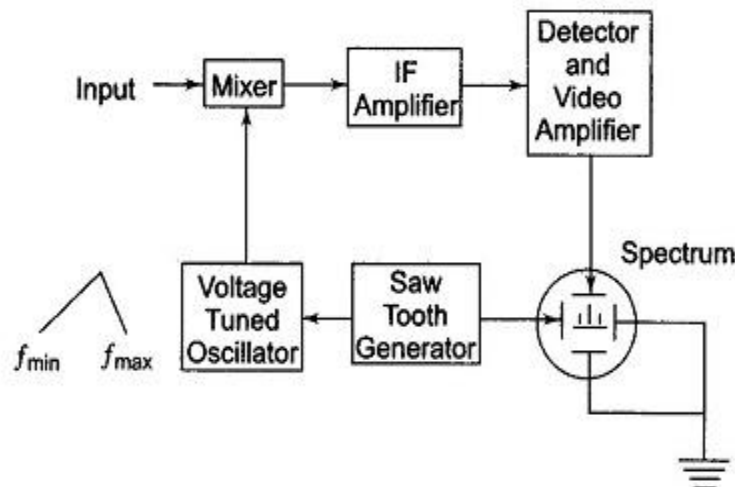 Input
Mixer
IF
Amplifier
Detector
and
Video
Amplifier
Spectrum
Voltage
Tuned
Oscillator
Saw
Tooth
Generator
fmin
fmax